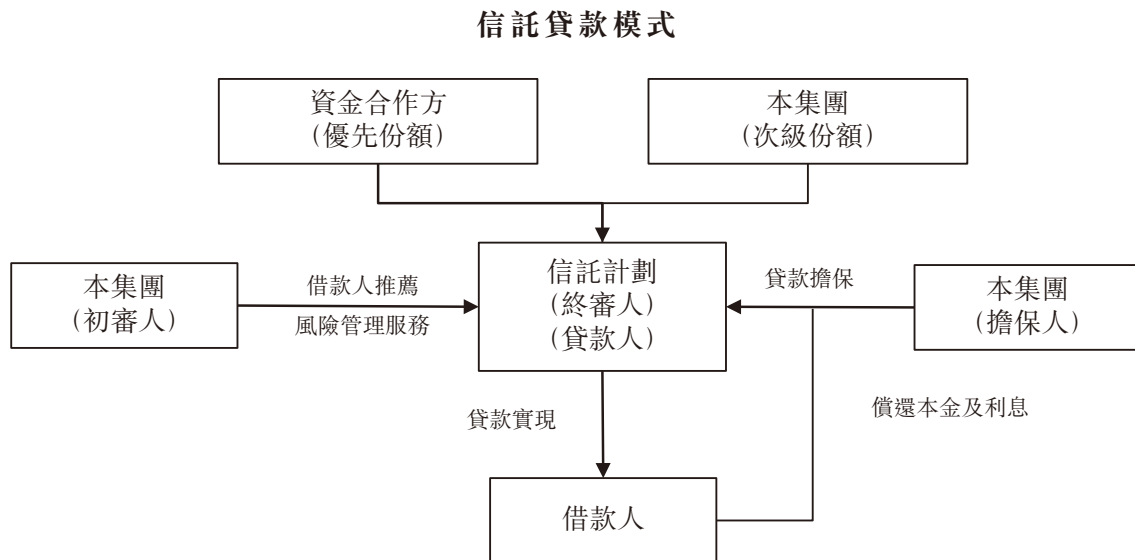 信託貸款模式
資金合作方
(優先份額)
本集團
(次級份額)
本集團
(初審人)
借款人推薦
風險管理服務
信託計劃
(終審人)
(貸款人)
貸款擔保
本集團
(擔保人)
貸款實現
償還本金及利息
借款人